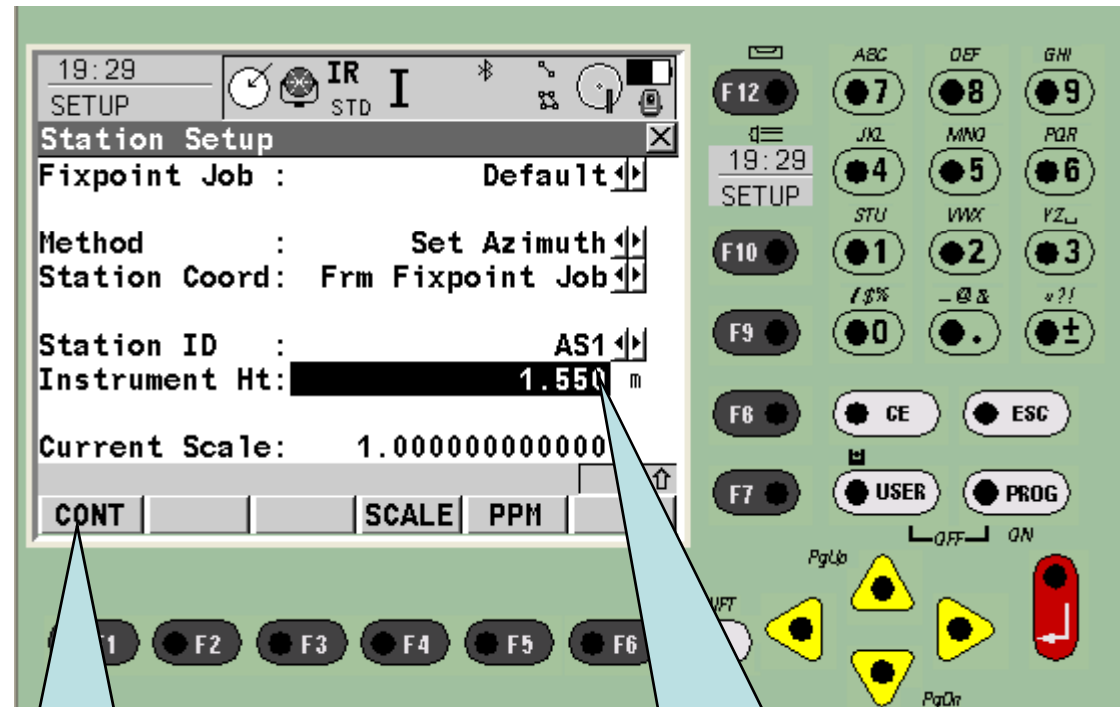 19:29
SETUP
IR
STD
I
Station Setup
Fixpoint Job : Default
Method : Set Azimuth
Station Coord: Frm Fixpoint Job
Station ID : AS1
Instrument Ht: 1.550 m
Current Scale: 1.000000000000
CONT SCALE PPM
F1 F2 F3 F4 F5 F6
F12
19:29
SETUP
F10
F9
F8
F7
ABC DEF GHI
7 8 9
JKL MNO PQR
4 5 6
STU VWX YZ
1 2 3
/$% _@& *?!
0 . ±
CE ESC
USER PROG
OFF ON
PgUp
PgDn